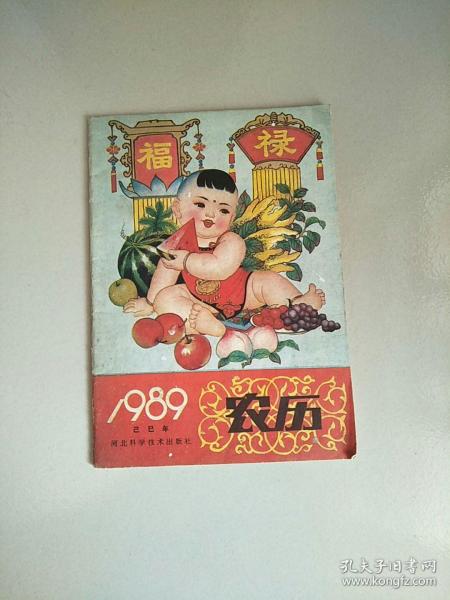 福
禄
1989
己巳年
河北科学技术出版社
农历
孔夫子旧书网
www.kongfz.com